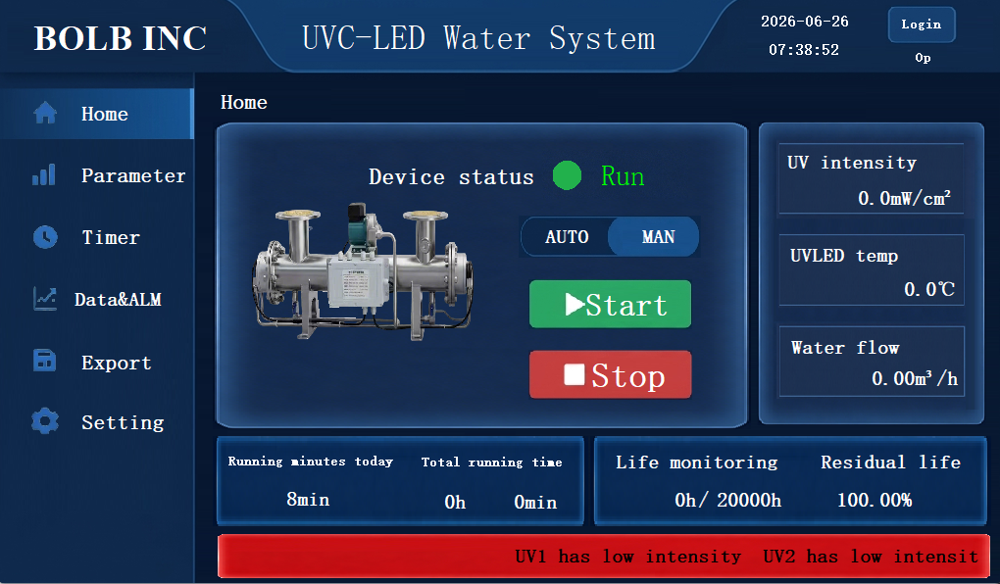 BOLB INC
UVC-LED Water System
2026-06-26
07:38:52
Login
Op
Home
Parameter
Timer
Data&ALM
Export
Setting
Home
Device status Run
AUTO MAN
Start
Stop
UV intensity
0.0mW/cm²
UVLED temp
0.0℃
Water flow
0.00m³/h
Running minutes today Total running time
8min 0h 0min
Life monitoring Residual life
0h/ 20000h 100.00%
UV1 has low intensity UV2 has low intensit